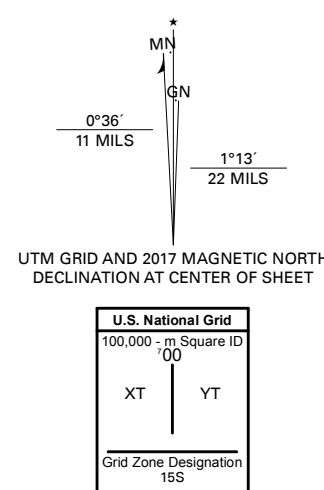 ★
MN
GN
0°36´
11 MILS
1°13´
22 MILS
UTM GRID AND 2017 MAGNETIC NORTH
DECLINATION AT CENTER OF SHEET
U.S. National Grid
100,000 - m Square ID
⁷00
XT YT
Grid Zone Designation
15S